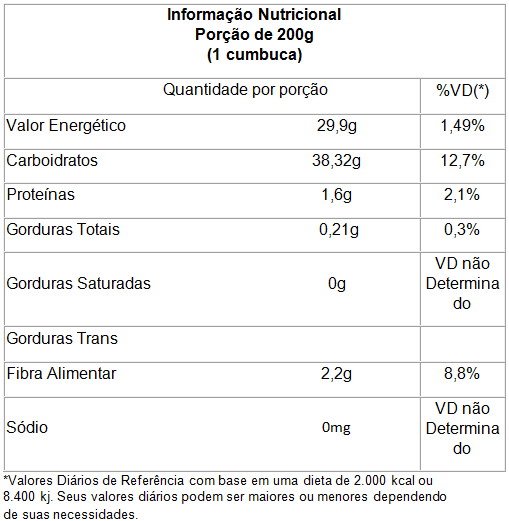 Informação Nutricional
Porção de 200g
(1 cumbuca)
Quantidade por porção %VD(*)
Valor Energético 29,9g 1,49%
Carboidratos 38,32g 12,7%
Proteínas 1,6g 2,1%
Gorduras Totais 0,21g 0,3%
Gorduras Saturadas 0g VD não
Determina
do
Gorduras Trans
Fibra Alimentar 2,2g 8,8%
Sódio 0mg VD não
Determina
do
*Valores Diários de Referência com base em uma dieta de 2.000 kcal ou
8.400 kj. Seus valores diários podem ser maiores ou menores dependendo
de suas necessidades.